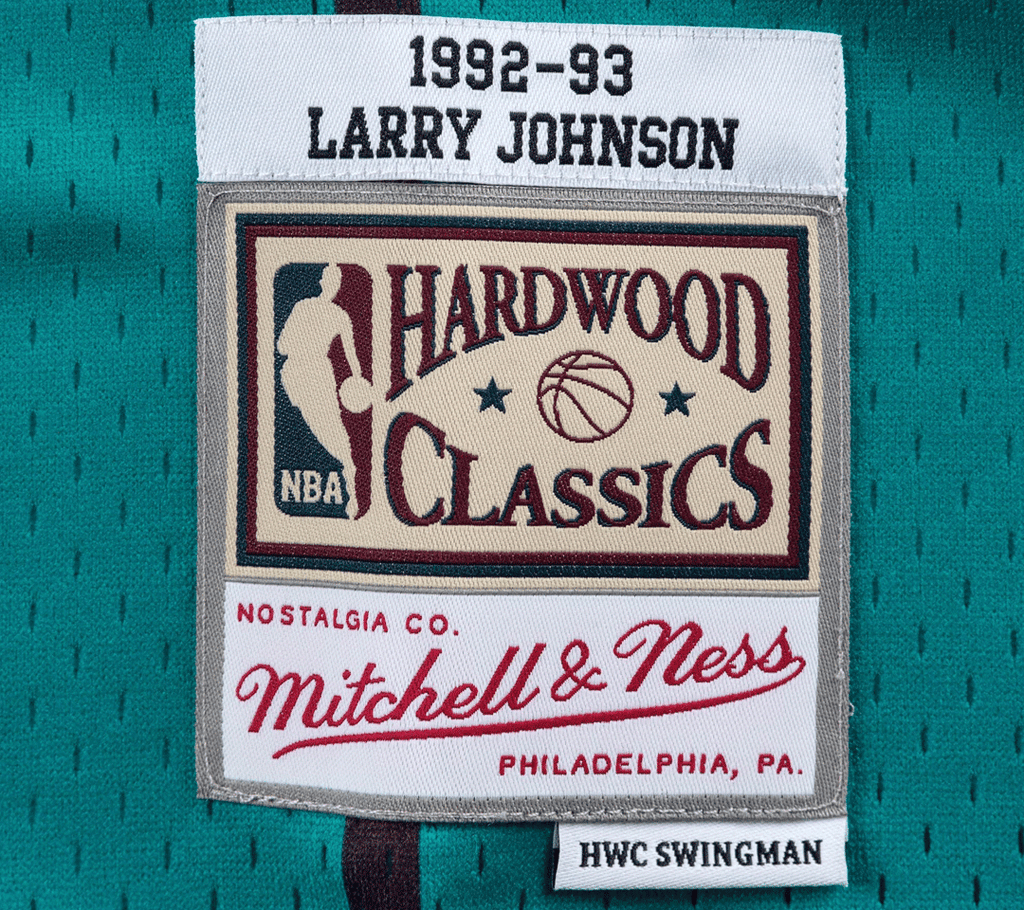 1992-93
LARRY JOHNSON
HARDWOOD
CLASSICS
NBA
NOSTALGIA CO.
Mitchell & Ness
PHILADELPHIA, PA.
HWC SWINGMAN